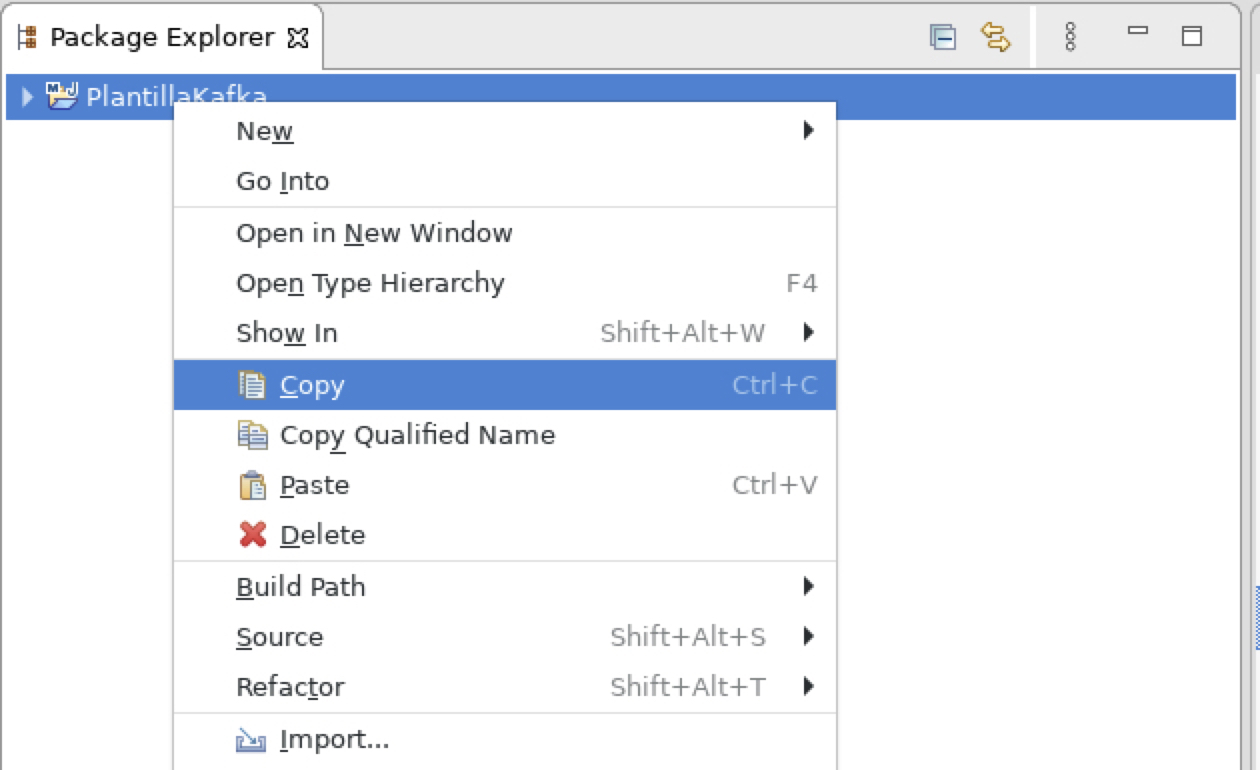 Package Explorer
PlantillaKafka
New
Go Into
Open in New Window
Open Type Hierarchy F4
Show In Shift+Alt+W
Copy Ctrl+C
Copy Qualified Name
Paste Ctrl+V
Delete
Build Path
Source Shift+Alt+S
Refactor Shift+Alt+T
Import...